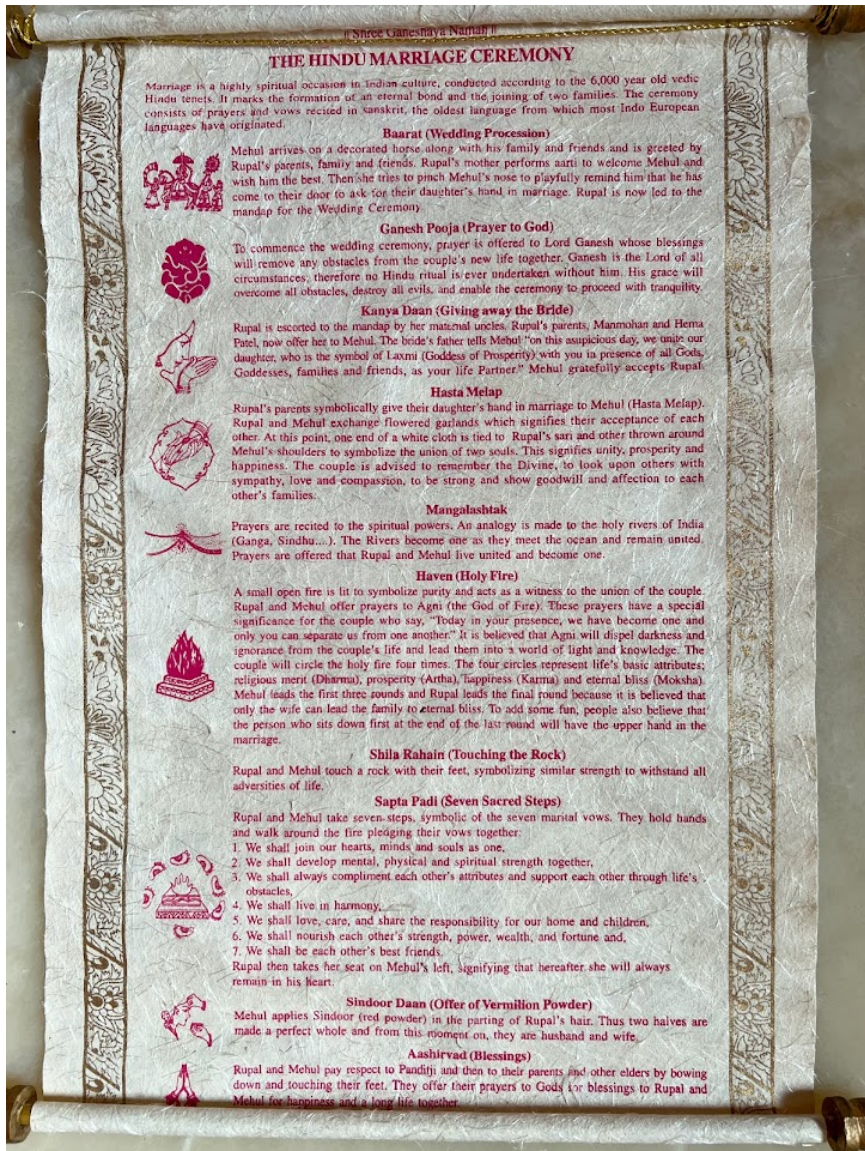 || Shree Ganeshaya Namah ||
THE HINDU MARRIAGE CEREMONY
Marriage is a highly spiritual occasion in Indian culture, conducted according to the 6,000 year old vedic
Hindu tenets. It marks the formation of an eternal bond and the joining of two families. The ceremony
consists of prayers and vows recited in sanskrit, the oldest language from which most Indo European
languages have originated.
Baarat (Wedding Procession)
Mehul arrives on a decorated horse along with his family and friends and is greeted by
Rupal's parents, family and friends. Rupal's mother performs aarti to welcome Mehul and
wish him the best. Then she tries to pinch Mehul's nose to playfully remind him that he has
come to their door to ask for their daughter's hand in marriage. Rupal is now led to the
mandap for the Wedding Ceremony.
Ganesh Pooja (Prayer to God)
To commence the wedding ceremony, prayer is offered to Lord Ganesh whose blessings
will remove any obstacles from the couple's new life together. Ganesh is the Lord of all
circumstances, therefore no Hindu ritual is ever undertaken without him. His grace will
overcome all obstacles, destroy all evils, and enable the ceremony to proceed with tranquility.
Kanya Daan (Giving away the Bride)
Rupal is escorted to the mandap by her maternal uncles. Rupal's parents, Manmohan and Hema
Patel, now offer her to Mehul. The bride's father tells Mehul "on this asupicious day, we unite our
daughter, who is the symbol of Laxmi (Goddess of Prosperity) with you in presence of all Gods,
Goddesses, families and friends, as your life Partner." Mehul gratefully accepts Rupal.
Hasta Melap
Rupal's parents symbolically give their daughter's hand in marriage to Mehul (Hasta Melap).
Rupal and Mehul exchange flowered garlands which signifies their acceptance of each
other. At this point, one end of a white cloth is tied to Rupal's sari and other thrown around
Mehul's shoulders to symbolize the union of two souls. This signifies unity, prosperity and
happiness. The couple is advised to remember the Divine, to look upon others with
sympathy, love and compassion, to be strong and show goodwill and affection to each
other's families.
Mangalashtak
Prayers are recited to the spiritual powers. An analogy is made to the holy rivers of India
(Ganga, Sindhu....). The Rivers become one as they meet the ocean and remain united.
Prayers are offered that Rupal and Mehul live united and become one.
Haven (Holy Fire)
A small open fire is lit to symbolize purity and acts as a witness to the union of the couple.
Rupal and Mehul offer prayers to Agni (the God of Fire). These prayers have a special
significance for the couple who say, "Today in your presence, we have become one and
only you can separate us from one another." It is believed that Agni will dispel darkness and
ignorance from the couple's life and lead them into a world of light and knowledge. The
couple will circle the holy fire four times. The four circles represent life's basic attributes;
religious merit (Dharma), prosperity (Artha), happiness (Karma) and eternal bliss (Moksha).
Mehul leads the first three rounds and Rupal leads the final round because it is believed that
only the wife can lead the family to eternal bliss. To add some fun, people also believe that
the person who sits down first at the end of the last round will have the upper hand in the
marriage.
Shila Rahain (Touching the Rock)
Rupal and Mehul touch a rock with their feet, symbolizing similar strength to withstand all
adversities of life.
Sapta Padi (Seven Sacred Steps)
Rupal and Mehul take seven steps, symbolic of the seven marital vows. They hold hands
and walk around the fire pledging their vows together:
1. We shall join our hearts, minds and souls as one,
2. We shall develop mental, physical and spiritual strength together,
3. We shall always compliment each other's attributes and support each other through life's
obstacles,
4. We shall live in harmony,
5. We shall love, care, and share the responsibility for our home and children,
6. We shall nourish each other's strength, power, wealth, and fortune and,
7. We shall be each other's best friends.
Rupal then takes her seat on Mehul's left, signifying that hereafter she will always
remain in his heart.
Sindoor Daan (Offer of Vermilion Powder)
Mehul applies Sindoor (red powder) in the parting of Rupal's hair. Thus two halves are
made a perfect whole and from this moment on, they are husband and wife.
Aashirvad (Blessings)
Rupal and Mehul pay respect to Panditji and then to their parents and other elders by bowing
down and touching their feet. They offer their prayers to Gods for blessings to Rupal and
Mehul for happiness and a long life together.